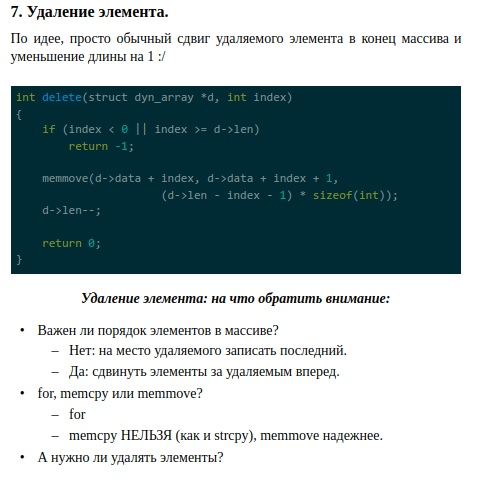 7. Удаление элемента.
По идее, просто обычный сдвиг удаляемого элемента в конец массива и
уменьшение длины на 1 :/
int delete(struct dyn_array *d, int index)
{
    if (index < 0 || index >= d->len)
        return -1;

    memmove(d->data + index, d->data + index + 1,
                      (d->len - index - 1) * sizeof(int));
    d->len--;

    return 0;
}
Удаление элемента: на что обратить внимание:
• Важен ли порядок элементов в массиве?
– Нет: на место удаляемого записать последний.
– Да: сдвинуть элементы за удаляемым вперед.
• for, memcpy или memmove?
– for
– memcpy НЕЛЬЗЯ (как и strcpy), memmove надежнее.
• А нужно ли удалять элементы?